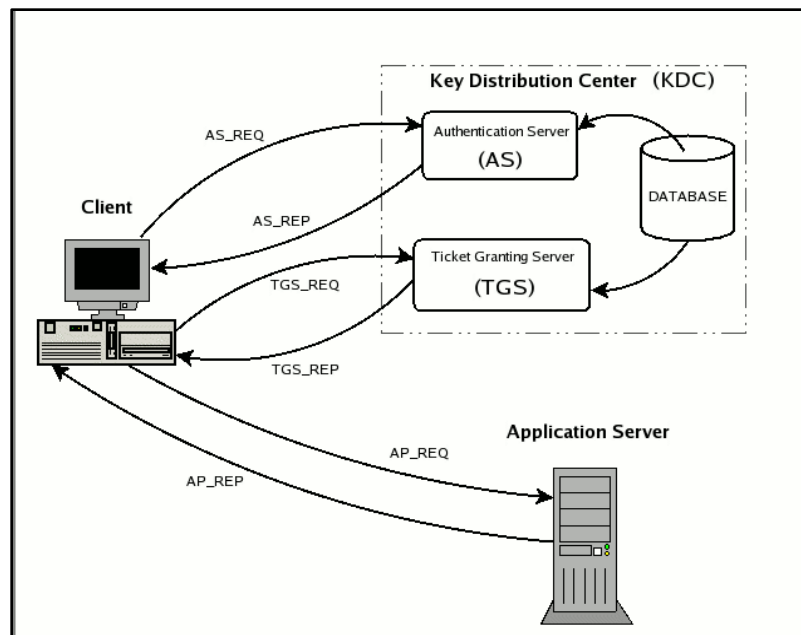 Key Distribution Center (KDC)
Authentication Server
(AS)
DATABASE
AS_REQ
AS_REP
Client
Ticket Granting Server
(TGS)
TGS_REQ
TGS_REP
Application Server
AP_REQ
AP_REP